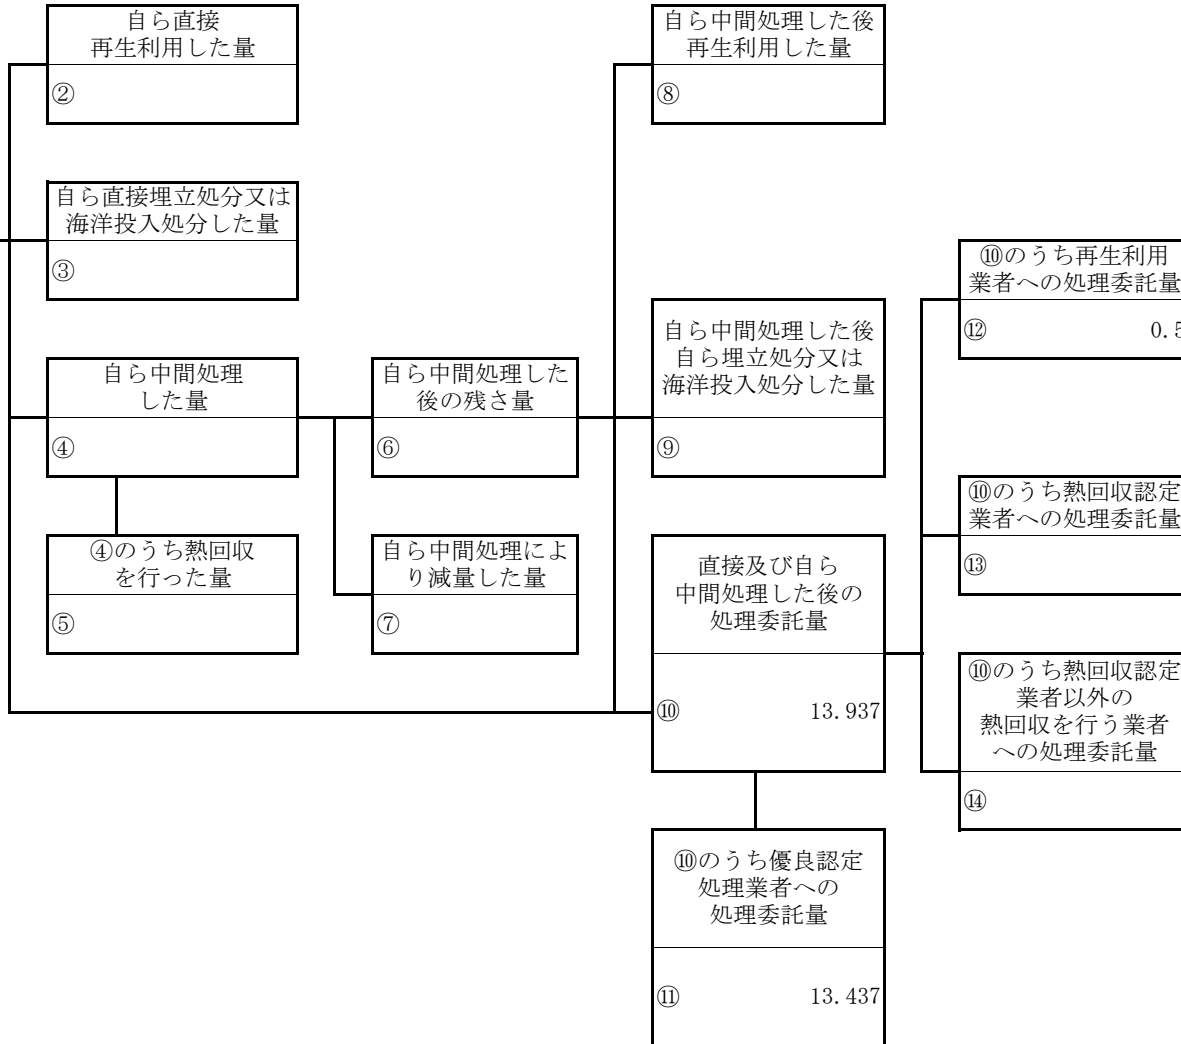 自ら直接
再生利用した量
②
自ら中間処理した後
再生利用した量
⑧
自ら直接埋立処分又は
海洋投入処分した量
③
⑩のうち再生利用
業者への処理委託量
⑫ 0.5
自ら中間処理した後
自ら埋立処分又は
海洋投入処分した量
⑨
自ら中間処理
した量
④
自ら中間処理した
後の残さ量
⑥
⑩のうち熱回収認定
業者への処理委託量
⑬
④のうち熱回収
を行った量
⑤
自ら中間処理によ
り減量した量
⑦
直接及び自ら
中間処理した後の
処理委託量
⑩ 13.937
⑩のうち熱回収認定
業者以外の
熱回収を行う業者
への処理委託量
⑭
⑩のうち優良認定
処理業者への
処理委託量
⑪ 13.437